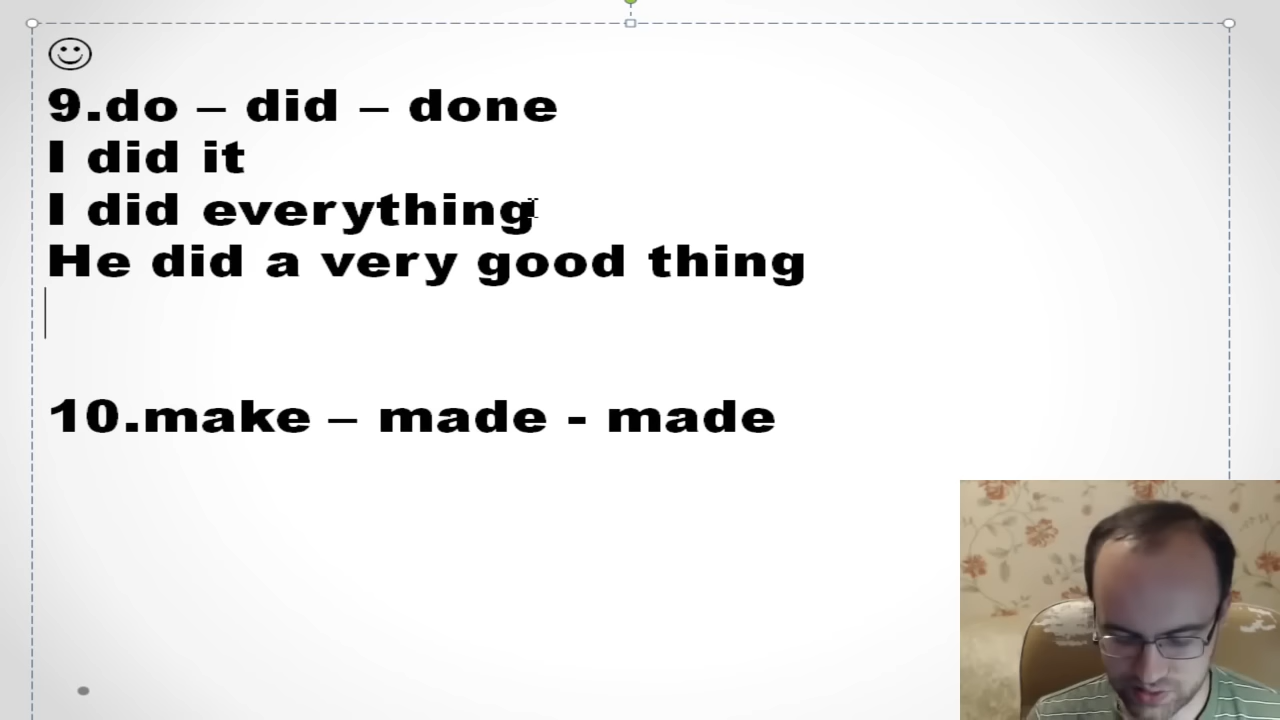 9.do – did – done
I did it
I did everything
He did a very good thing
10.make – made - made